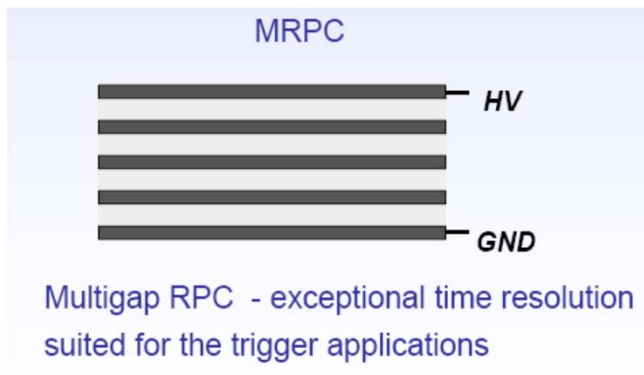 MRPC
HV
GND
Multigap RPC - exceptional time resolution
suited for the trigger applications